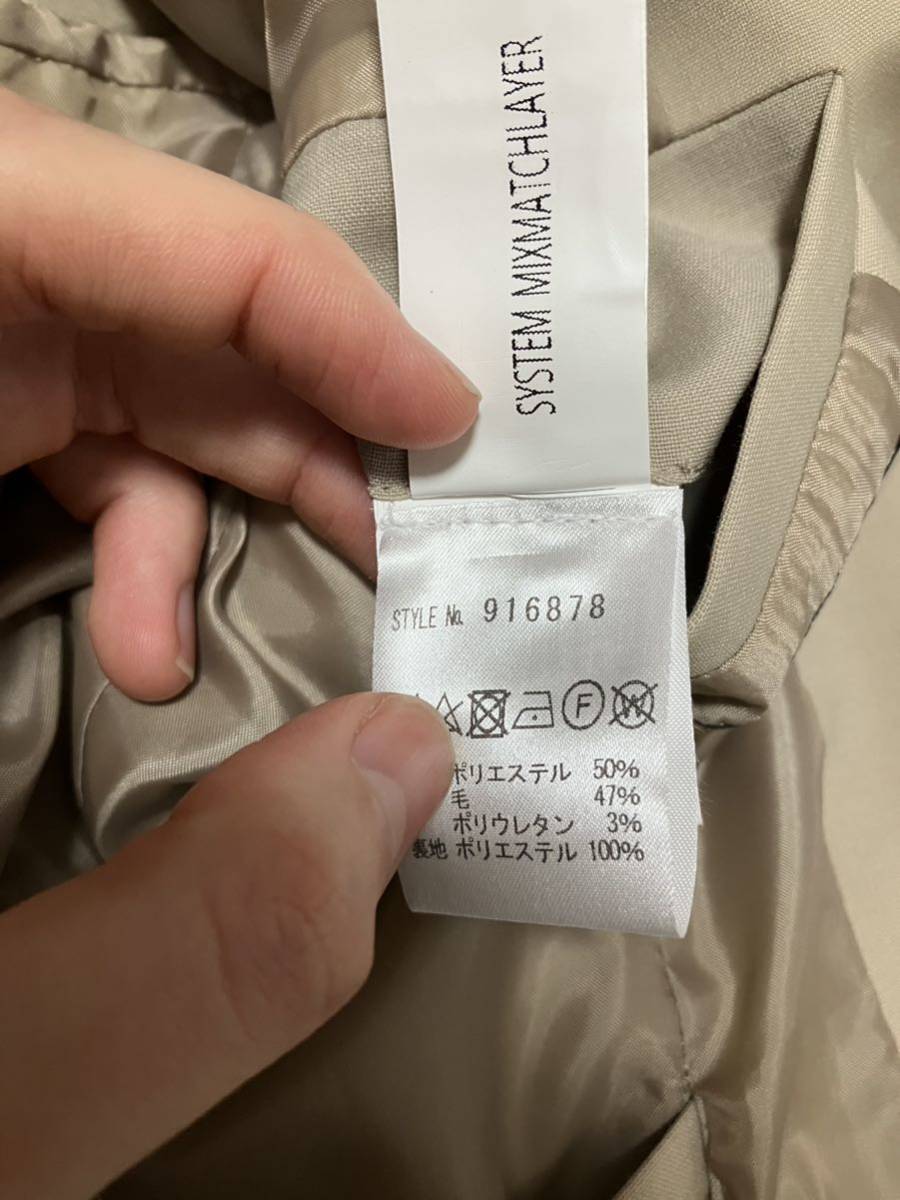 SYSTEM MIXMATCHLAYER
STYLE No. 916878
F W
ポリエステル 50%
毛 47%
ポリウレタン 3%
裏地 ポリエステル 100%